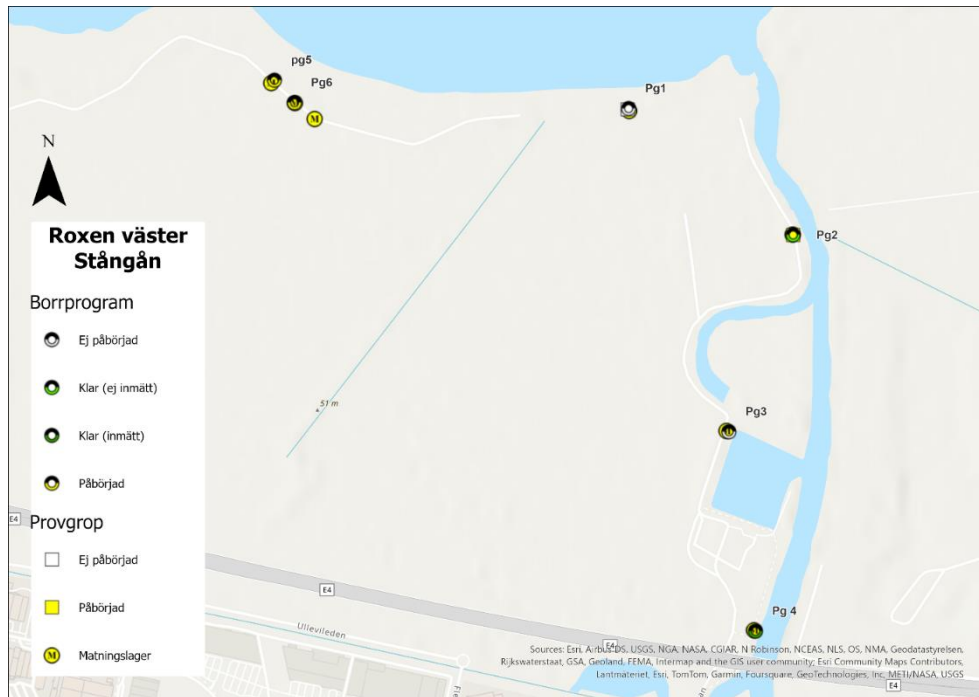 pg5
Pg6
M
Pg1
N
Pg2
Roxen väster
Stångån
Borrprogram
Ej påbörjad
Klar (ej inmätt)
Klar (inmätt)
Påbörjad
Provgrop
Ej påbörjad
Påbörjad
M Matningslager
51 m
Pg3
E4
E4
Ullevileden
Pg 4
E4
E4
Sources: Esri, Airbus DS, USGS, NGA, NASA, CGIAR, N Robinson, NCEAS, NLS, OS, NMA, Geodatastyrelsen,
Rijkswaterstaat, GSA, Geoland, FEMA, Intermap and the GIS user community; Esri Community Maps Contributors,
Lantmäteriet, Esri, TomTom, Garmin, Foursquare, GeoTechnologies, Inc, METI/NASA, USGS